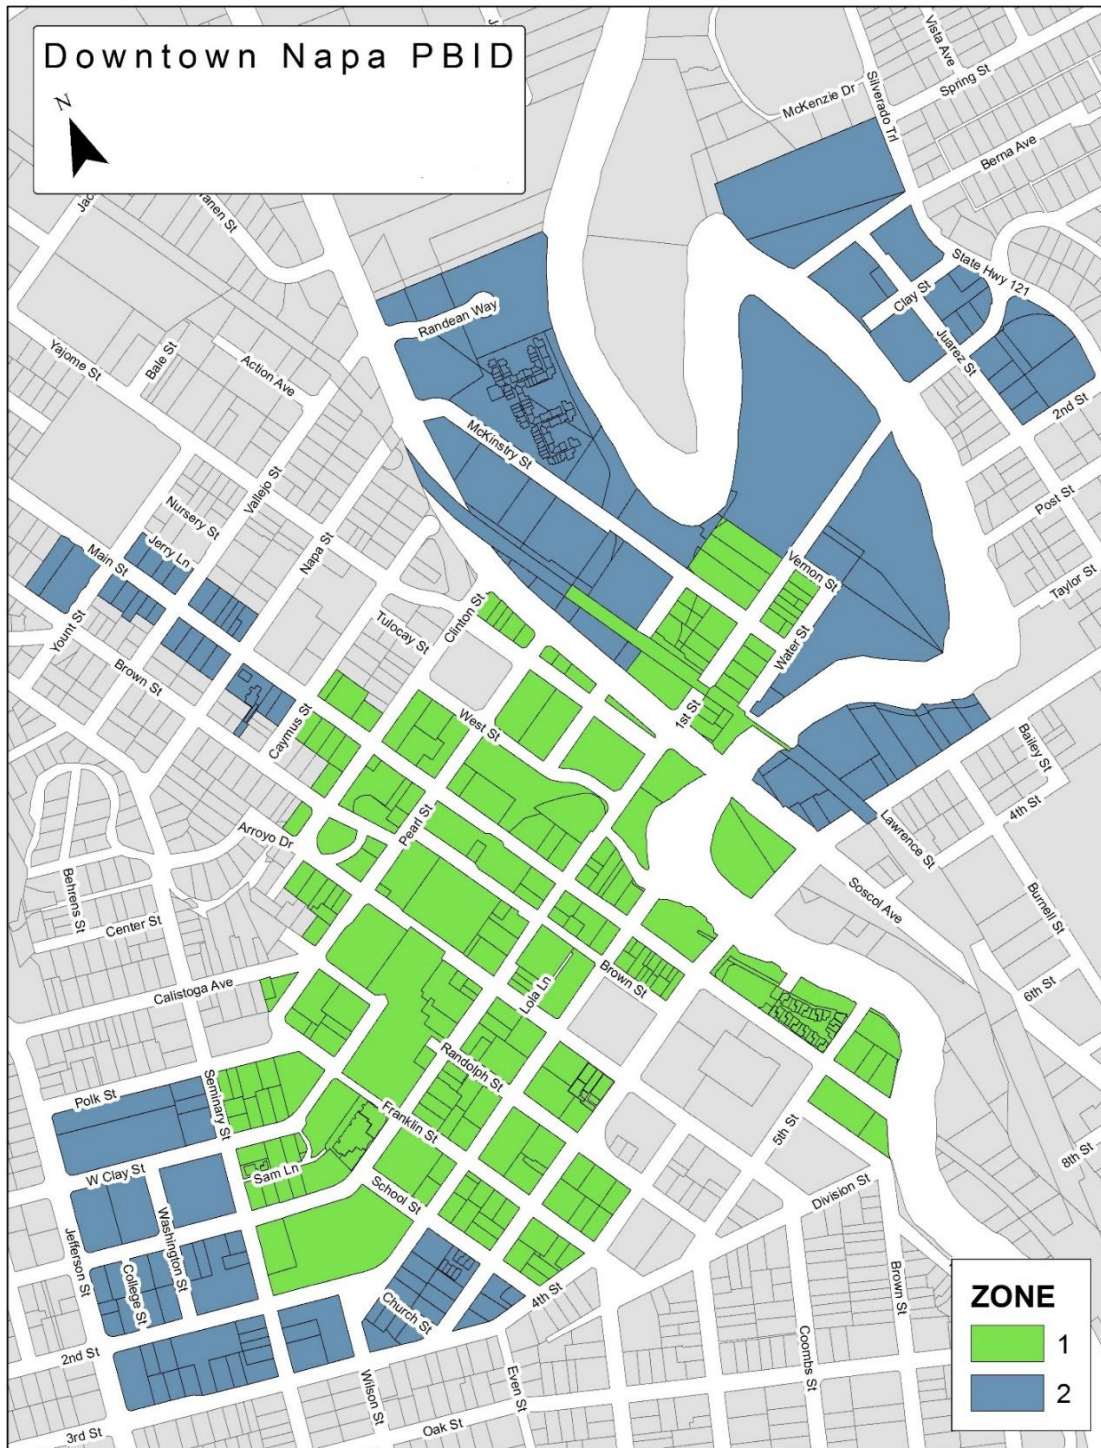 Downtown Napa PBID
N
Vista Ave
Spring St
McKenzie Dr
Silverado Trl
Berna Ave
State Hwy 121
Clay St
Juarez St
2nd St
Randean Way
Yajome St
Bale St
Action Ave
McKinstry St
Post St
Vallejo St
Nursery St
Jerry Ln
Main St
Napa St
Vernon St
Taylor St
Yount St
Tulocay St
Clinton St
Water St
Brown St
Caymus St
West St
1st St
Bailey St
4th St
Lawrence St
Arroyo Dr
Pearl St
Behrens St
Soscol Ave
Burnell St
Center St
Brown St
Calistoga Ave
Lola Ln
6th St
Randolph St
Polk St
Seminary St
Franklin St
5th St
8th St
W Clay St
Sam Ln
School St
Division St
Jefferson St
Washington St
College St
Church St
4th St
Brown St
Coombs St
2nd St
Wilson St
Even St
Oak St
3rd St
ZONE
1
2